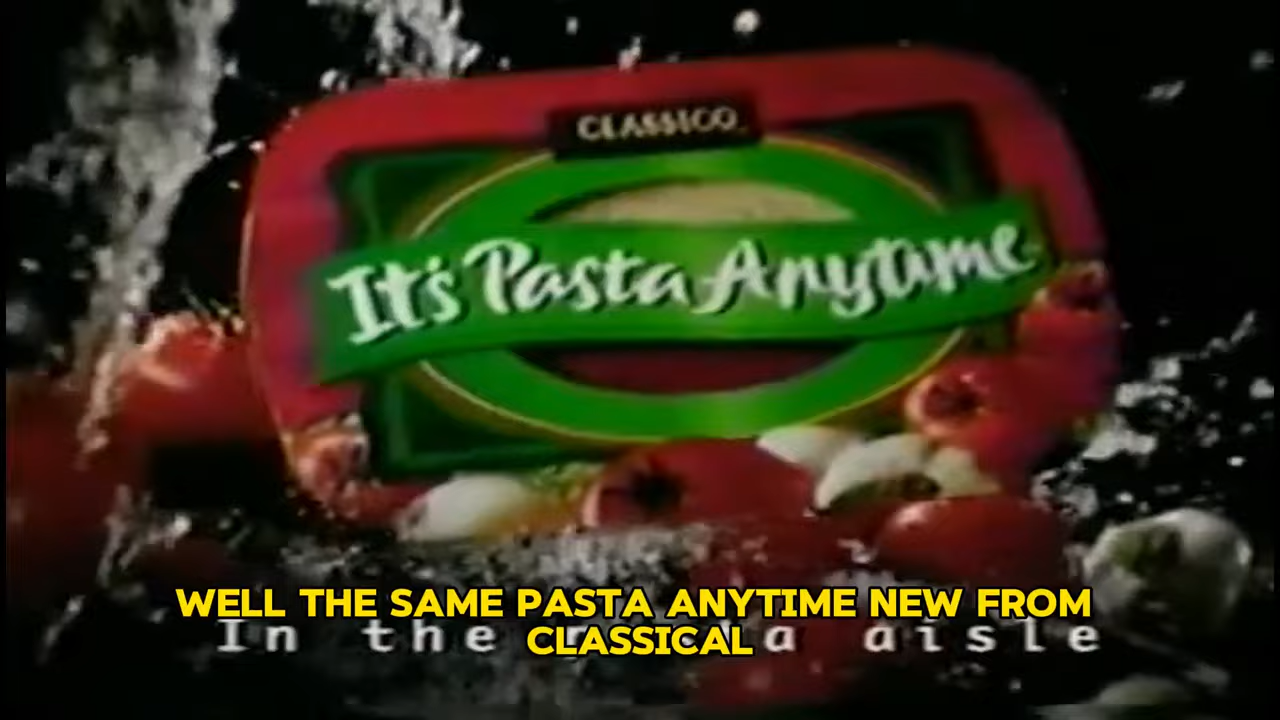 CLASSICO
It's Pasta Anytime
WELL THE SAME PASTA ANYTIME NEW FROM
CLASSICAL
In the a aisle